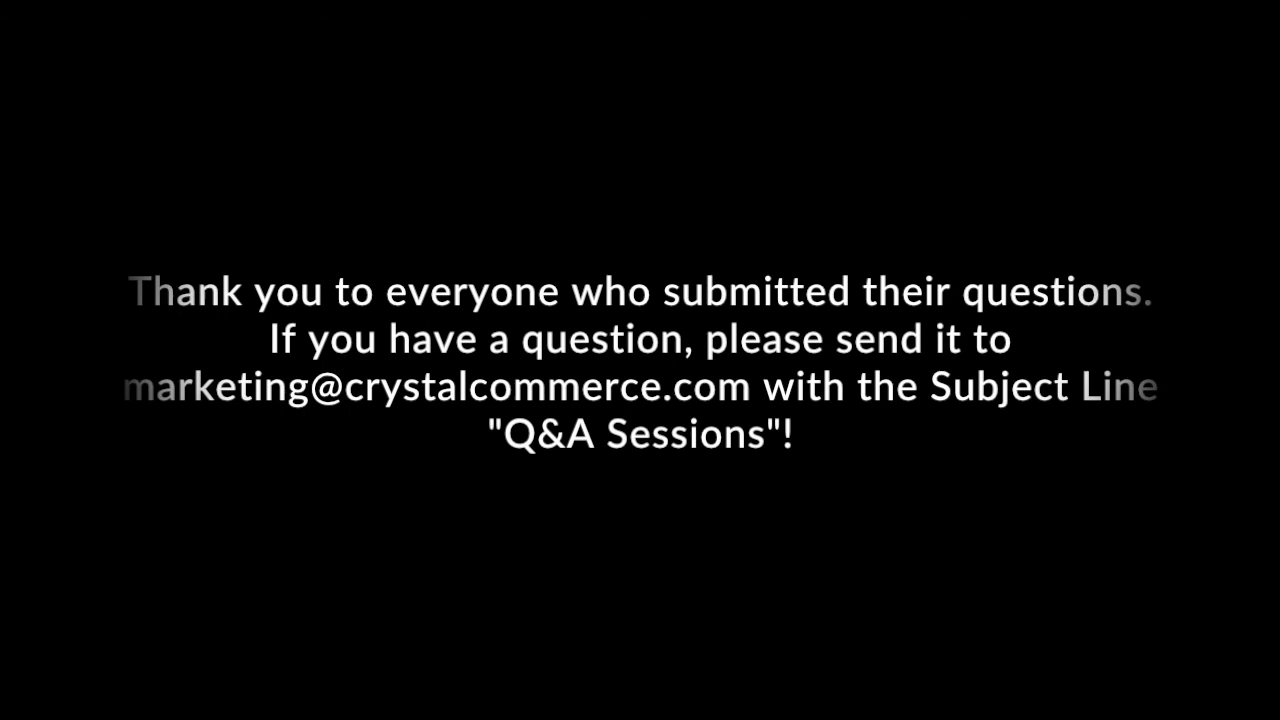 Thank you to everyone who submitted their questions.
If you have a question, please send it to
marketing@crystalcommerce.com with the Subject Line
"Q&A Sessions"!